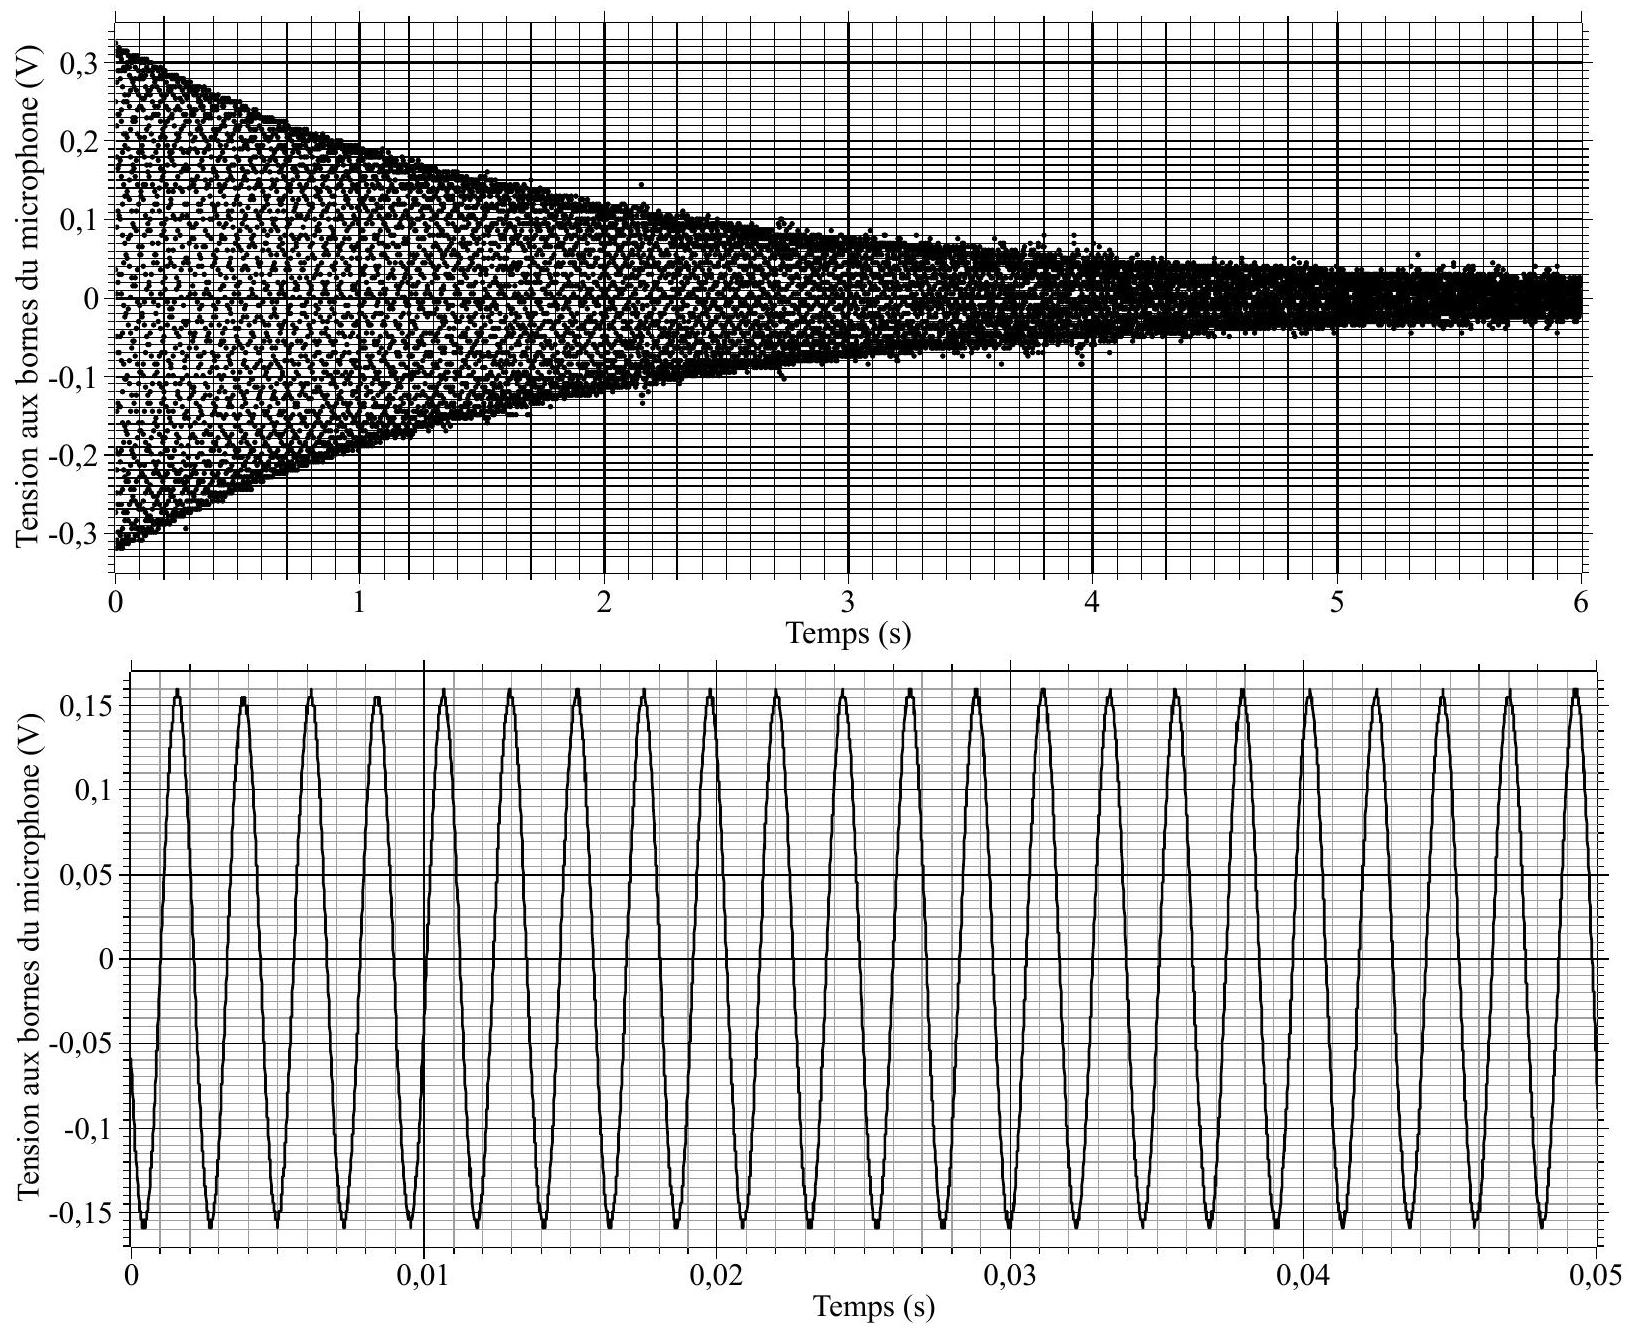 Tension aux bornes du microphone (V)
0,3
0,2
0,1
0
-0,1
-0,2
-0,3
0 1 2 3 4 5 6
Temps (s)
Tension aux bornes du microphone (V)
0,15
0,1
0,05
0
-0,05
-0,1
-0,15
0 0,01 0,02 0,03 0,04 0,05
Temps (s)